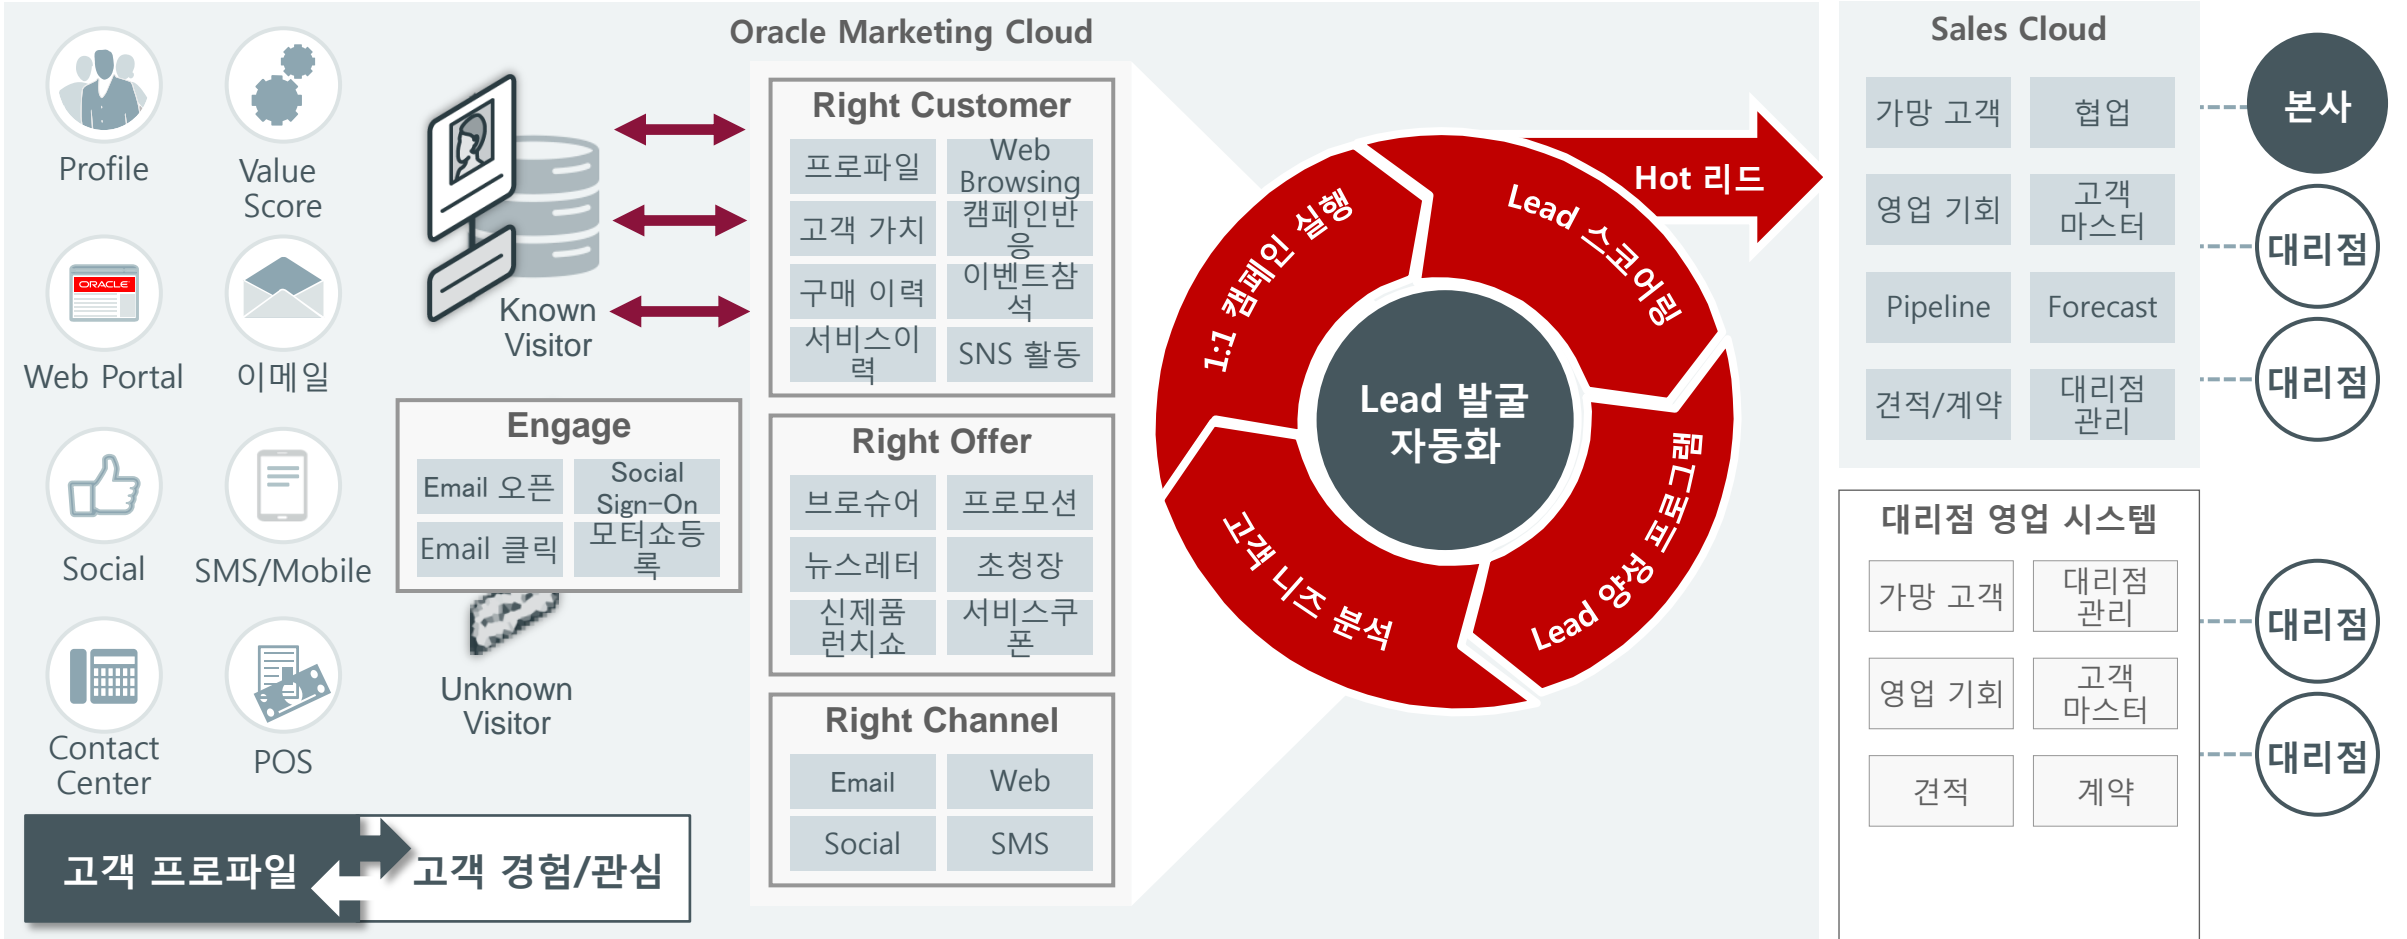 Oracle Marketing Cloud
Profile
Value
Score
Web Portal
ORACLE
이메일
Social
SMS/Mobile
Contact
Center
POS
고객 프로파일
고객 경험/관심
Known
Visitor
Engage
Email 오픈
Social
Sign-On
Email 클릭
모터쇼등
록
Unknown
Visitor
Right Customer
프로파일
Web
Browsing
고객 가치
캠페인반
응
구매 이력
이벤트참
석
서비스이
력
SNS 활동
Right Offer
브로슈어
프로모션
뉴스레터
초청장
신제품
런치쇼
서비스쿠
폰
Right Channel
Email
Web
Social
SMS
1:1 캠페인 실행
Lead 스코어링
Lead 양성 프로그램
고객 니즈 분석
Lead 발굴
자동화
Hot 리드
Sales Cloud
가망 고객
협업
영업 기회
고객
마스터
Pipeline
Forecast
견적/계약
대리점
관리
본사
대리점
대리점
대리점 영업 시스템
가망 고객
대리점
관리
영업 기회
고객
마스터
견적
계약
대리점
대리점